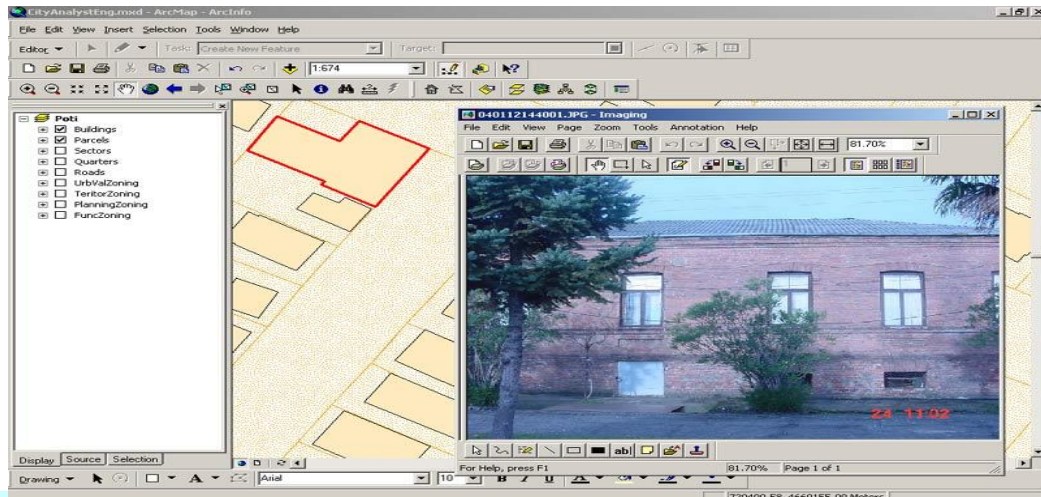 CityAnalystEng.mxd - ArcMap - ArcInfo
File Edit View Insert Selection Tools Window Help
Editor Task: Create New Feature Target:
1:674
Poti
Buildings
Parcels
Sectors
Quarters
Roads
UrbValZoning
TeritorZoning
PlanningZoning
FuncZoning
040112144001.JPG - Imaging
File Edit View Page Zoom Tools Annotation Help
81.70%
1
23 11:02
ab
For Help, press F1 81.70% Page 1 of 1
Display Source Selection
Drawing A Arial 10 B I U A